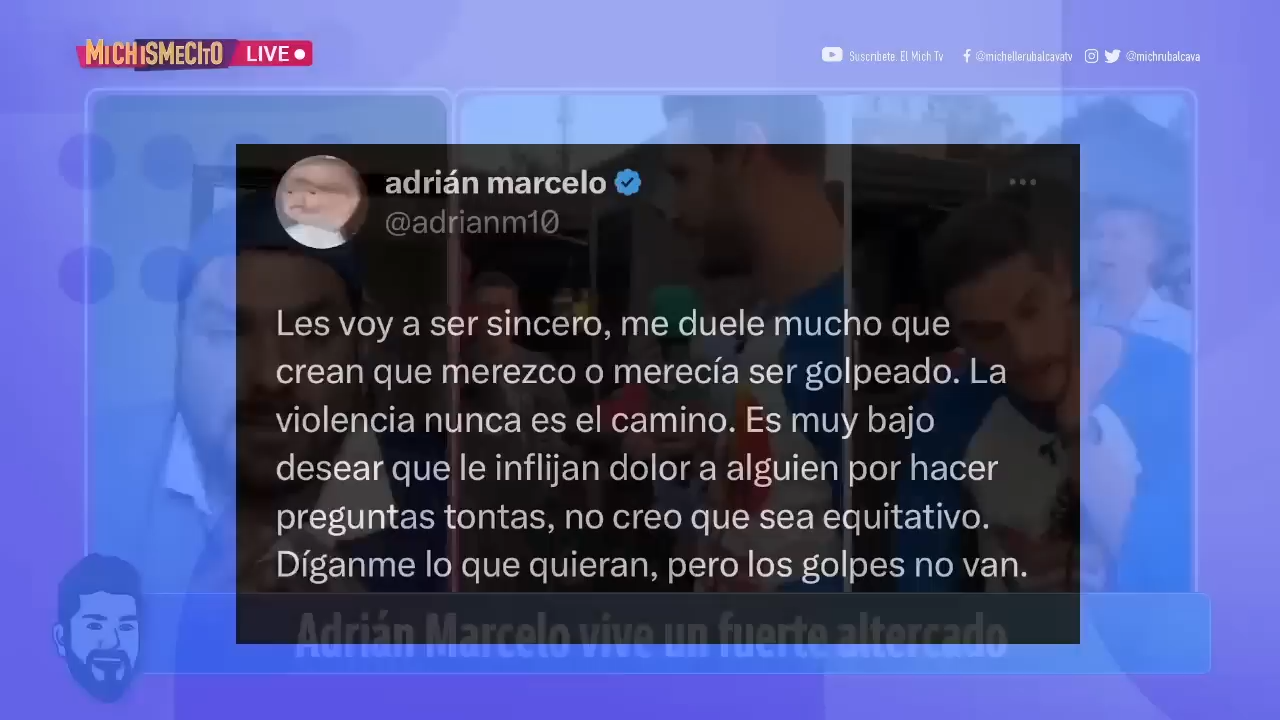 MICHISMECITO LIVE
Suscribete. El Mich Tv @michellerubalcavatv @michrubalcava
adrián marcelo
@adrianm10
Les voy a ser sincero, me duele mucho que
crean que merezco o merecía ser golpeado. La
violencia nunca es el camino. Es muy bajo
desear que le inflijan dolor a alguien por hacer
preguntas tontas, no creo que sea equitativo.
Díganme lo que quieran, pero los golpes no van.
Adrián Marcelo vive un fuerte altercado